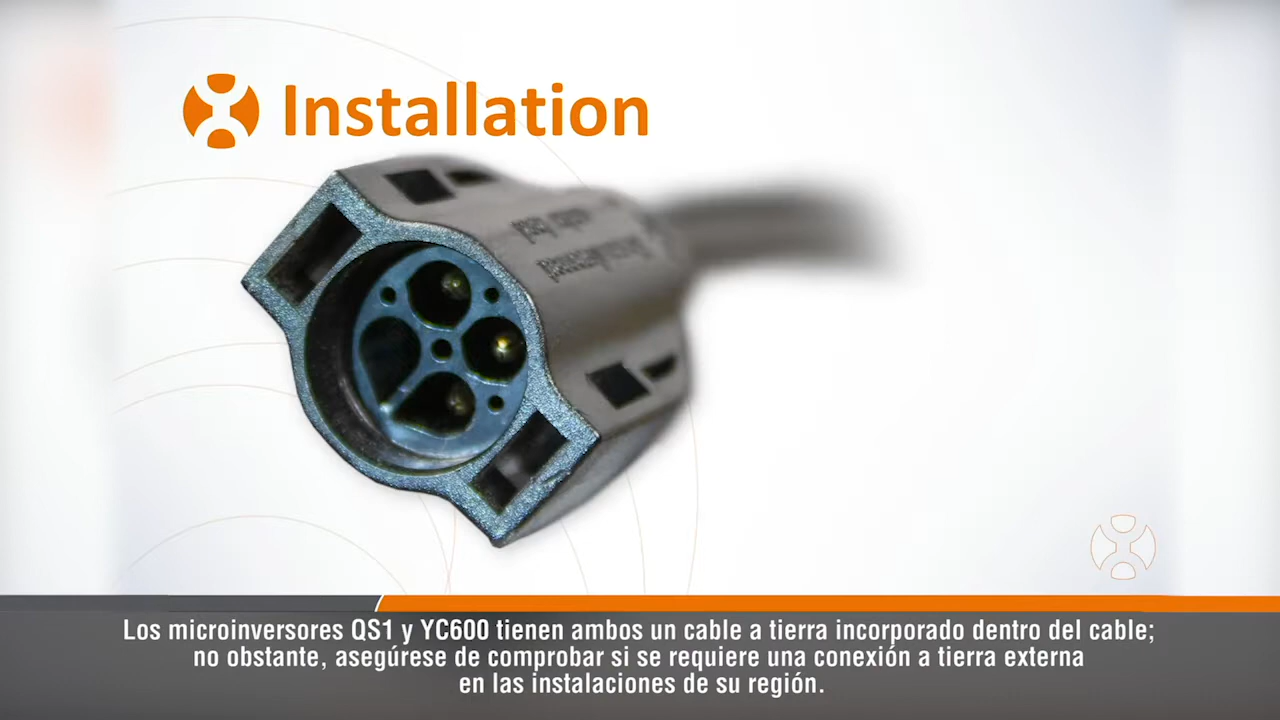 Installation
Los microinversores QS1 y YC600 tienen ambos un cable a tierra incorporado dentro del cable;
no obstante, asegúrese de comprobar si se requiere una conexión a tierra externa
en las instalaciones de su región.